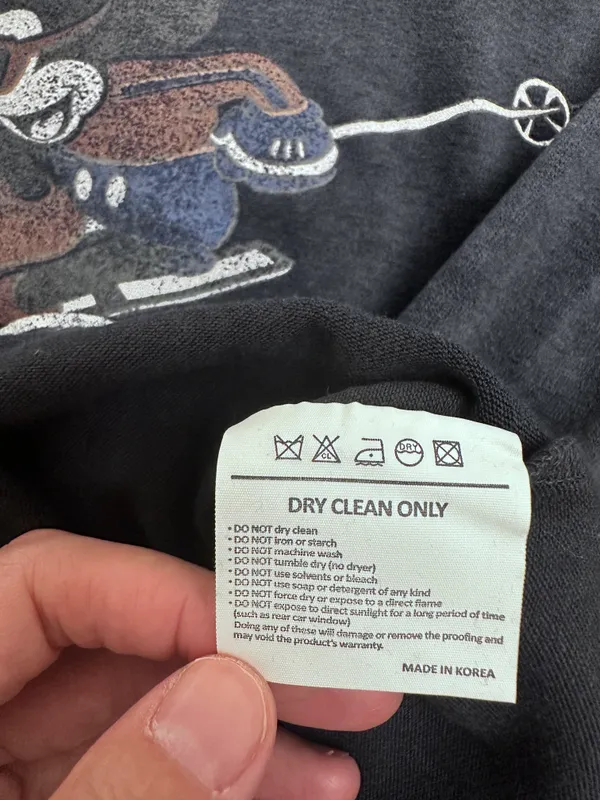 CL
DRY
DRY CLEAN ONLY
• DO NOT dry clean
• DO NOT iron or starch
• DO NOT machine wash
• DO NOT tumble dry (no dryer)
• DO NOT use solvents or bleach
• DO NOT use soap or detergent of any kind
• DO NOT force dry or expose to a direct flame
• DO NOT expose to direct sunlight for a long period of time
(such as rear car window)
Doing any of these will damage or remove the proofing and
may void the product's warranty.
MADE IN KOREA